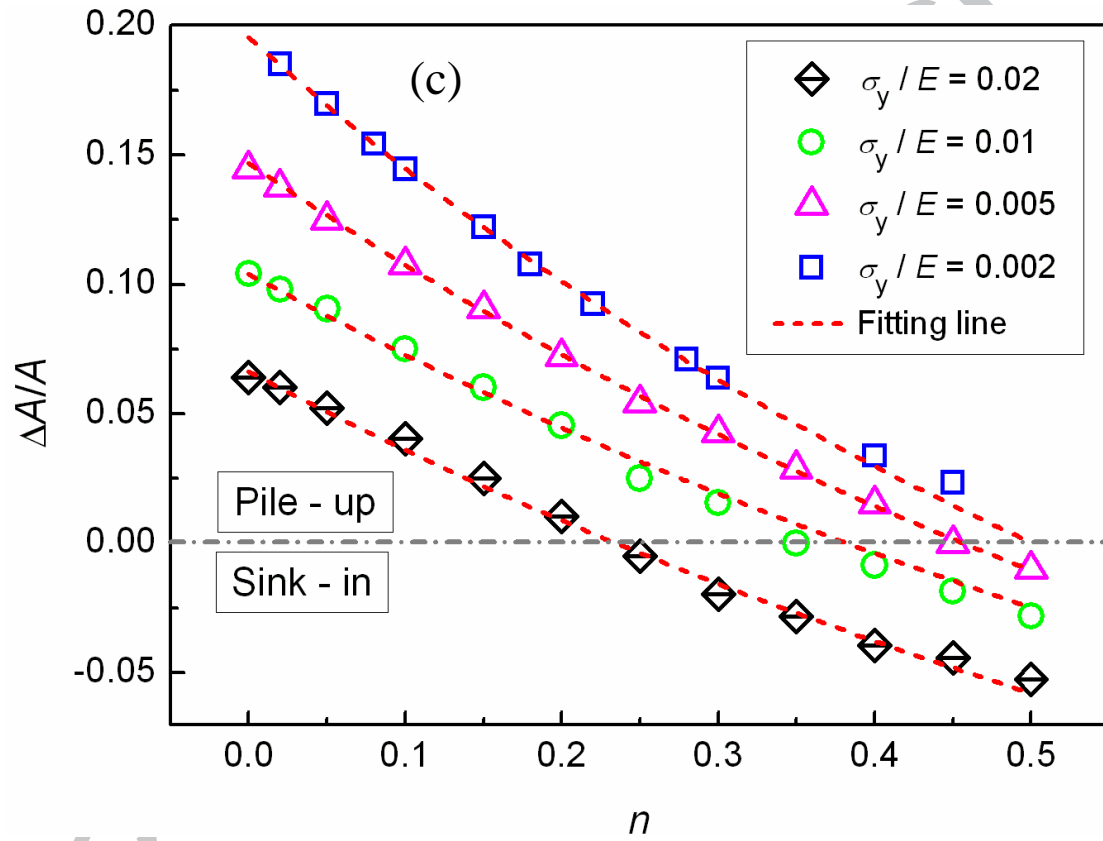 (c)
σy / E = 0.02
σy / E = 0.01
σy / E = 0.005
σy / E = 0.002
Fitting line
ΔA/A
0.20
0.15
0.10
0.05
0.00
-0.05
Pile - up
Sink - in
0.0 0.1 0.2 0.3 0.4 0.5
n